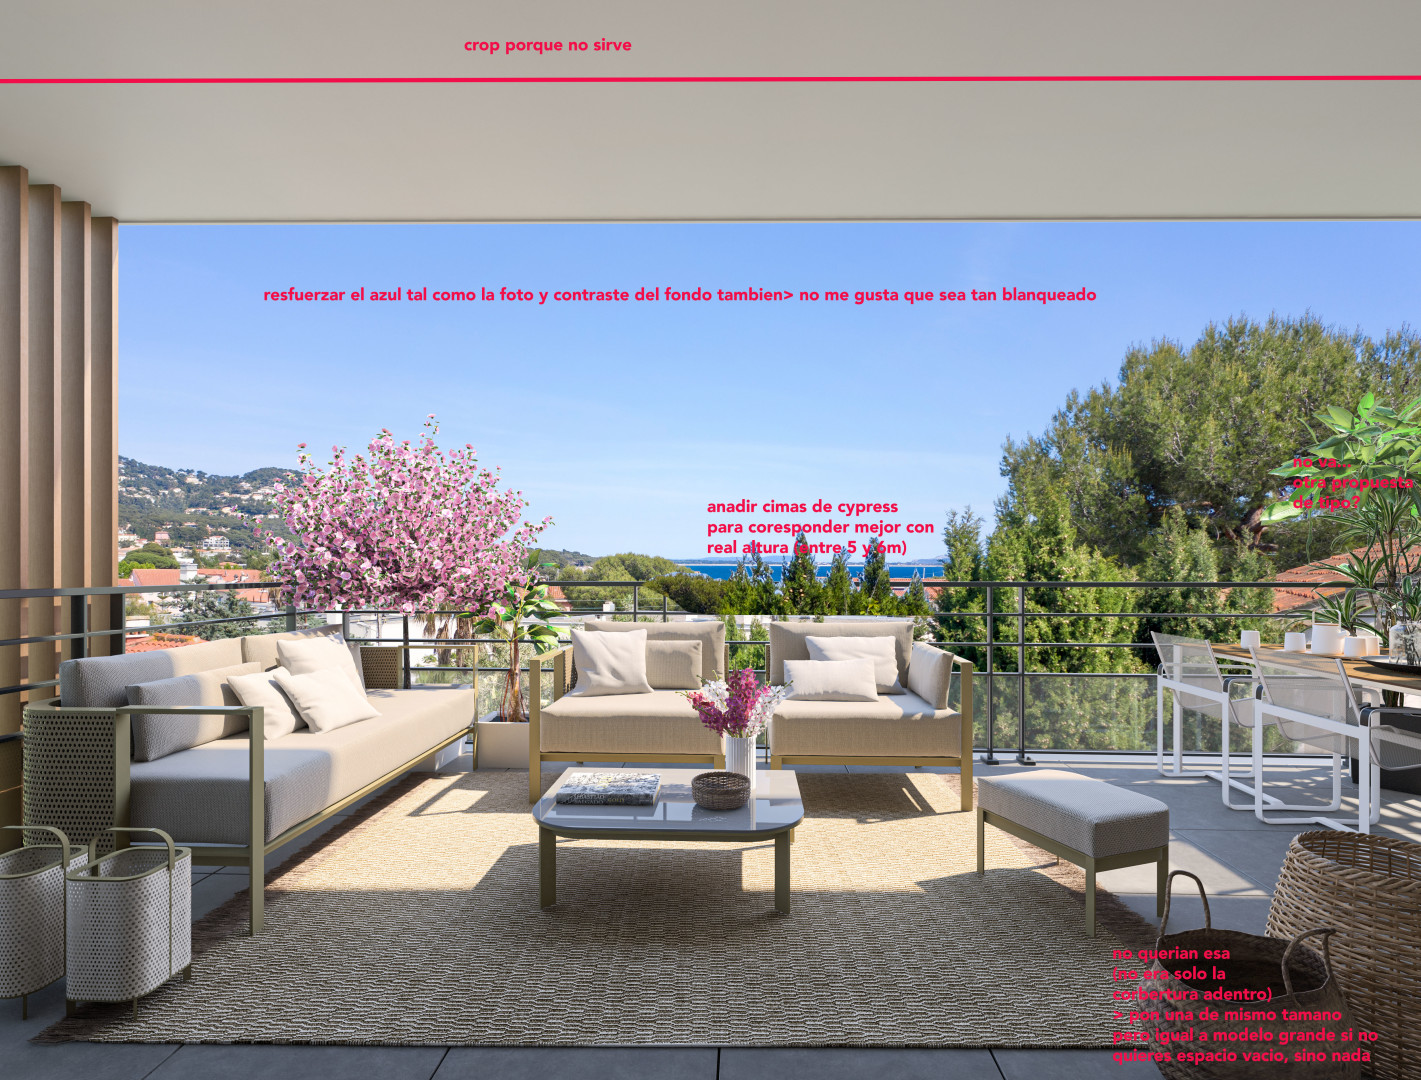 crop porque no sirve
resfuerzar el azul tal como la foto y contraste del fondo tambien> no me gusta que sea tan blanqueado
no va...
otra propuesta
de tipo?
anadir cimas de cypress
para coresponder mejor con
real altura (entre 5 y 6m)
no querian esa
(no era solo la
corbertura adentro)
> pon una de mismo tamano
pero igual a modelo grande si no
quieres espacio vacio, sino nada